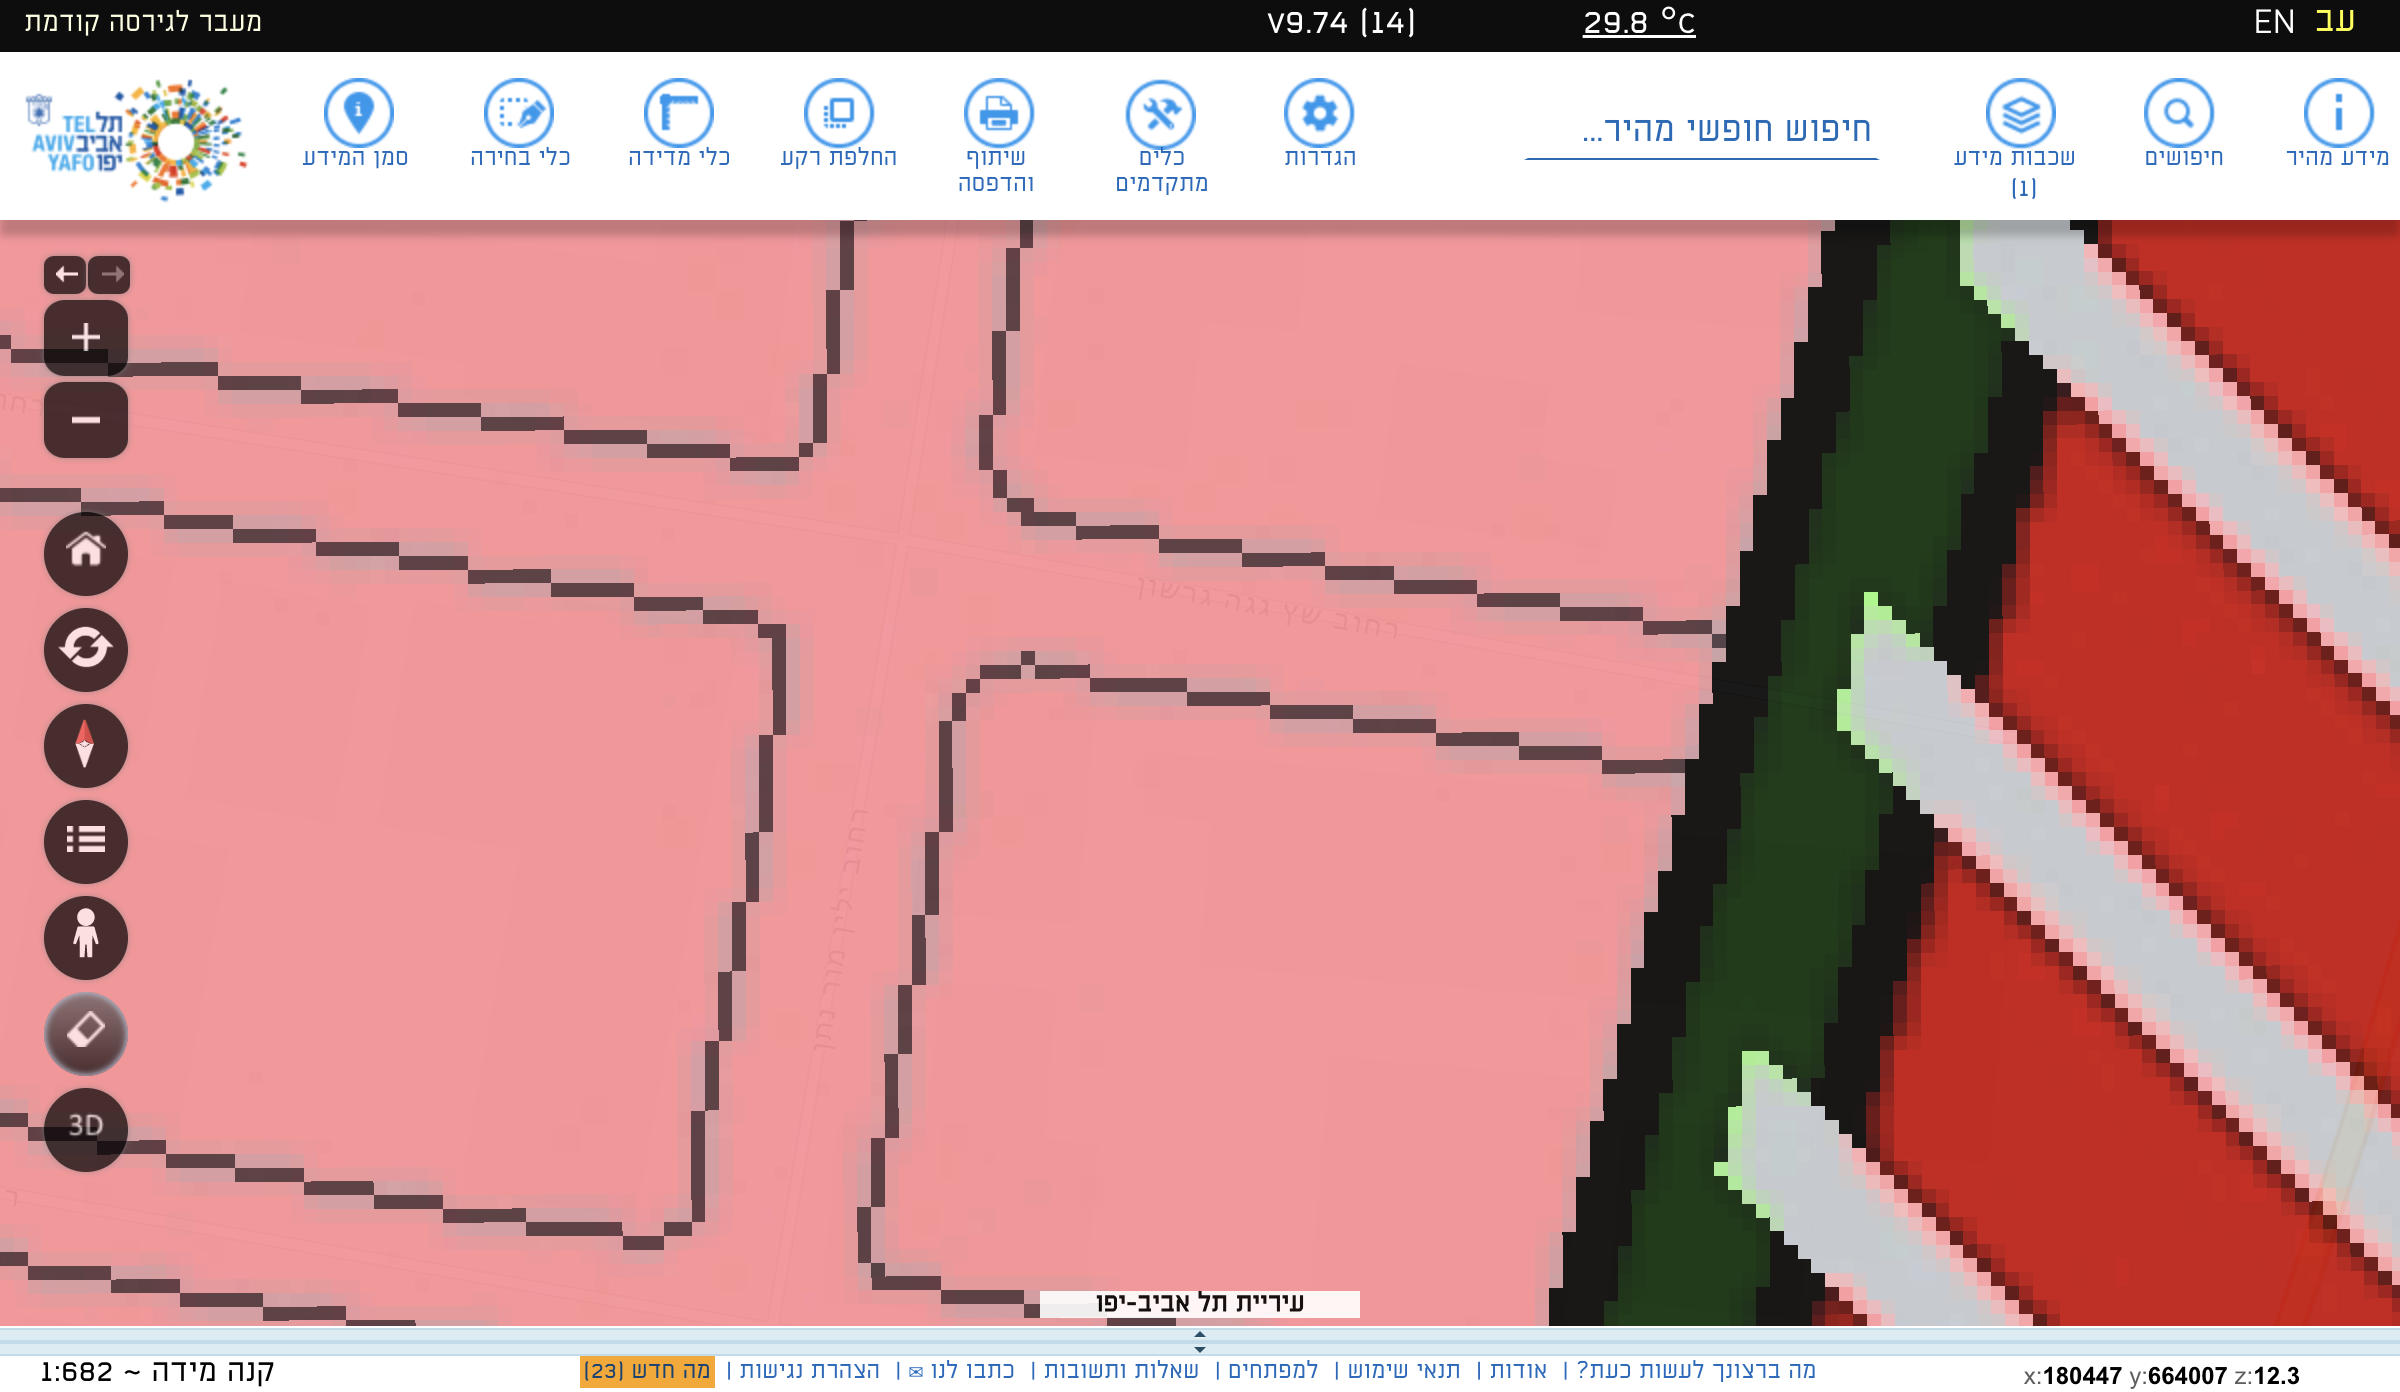 עב EN
29.8 °c
V9.74 (14)
מעבר לגירסה קודמת
מידע מהיר
חיפושים
שכבות מידע
(1)
חיפוש חופשי מהיר...
הגדרות
כלים
מתקדמים
שיתוף
והדפסה
החלפת רקע
כלי מדידה
כלי בחירה
סמן המידע
תל אביב יפו
TEL AVIV YAFO
רחוב שץ גגה גרשון
רחוב ילין מור נתן
3D
עיריית תל אביב-יפו
מה ברצונך לעשות כעת? | אודות | תנאי שימוש | למפתחים | שאלות ותשובות | כתבו לנו ✉ | הצהרת נגישות | מה חדש (23)
קנה מידה ~ 1:682
x:180447 y:664007 z:12.3